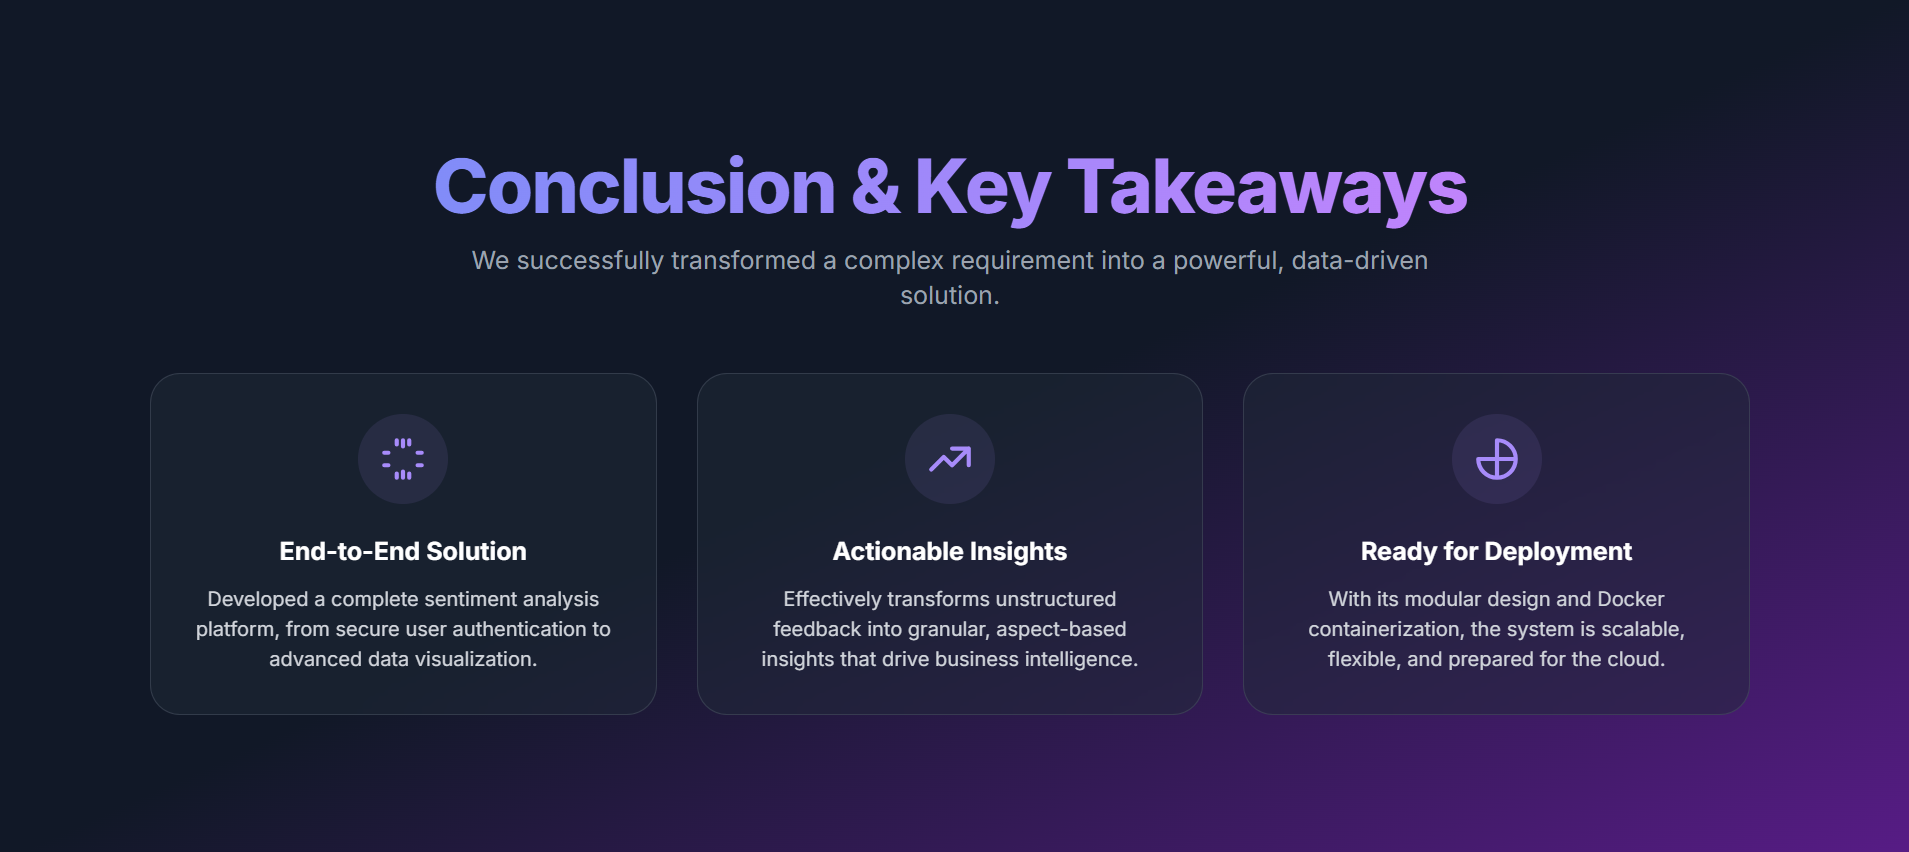 Conclusion & Key Takeaways
We successfully transformed a complex requirement into a powerful, data-driven
solution.
End-to-End Solution
Developed a complete sentiment analysis
platform, from secure user authentication to
advanced data visualization.
Actionable Insights
Effectively transforms unstructured
feedback into granular, aspect-based
insights that drive business intelligence.
Ready for Deployment
With its modular design and Docker
containerization, the system is scalable,
flexible, and prepared for the cloud.